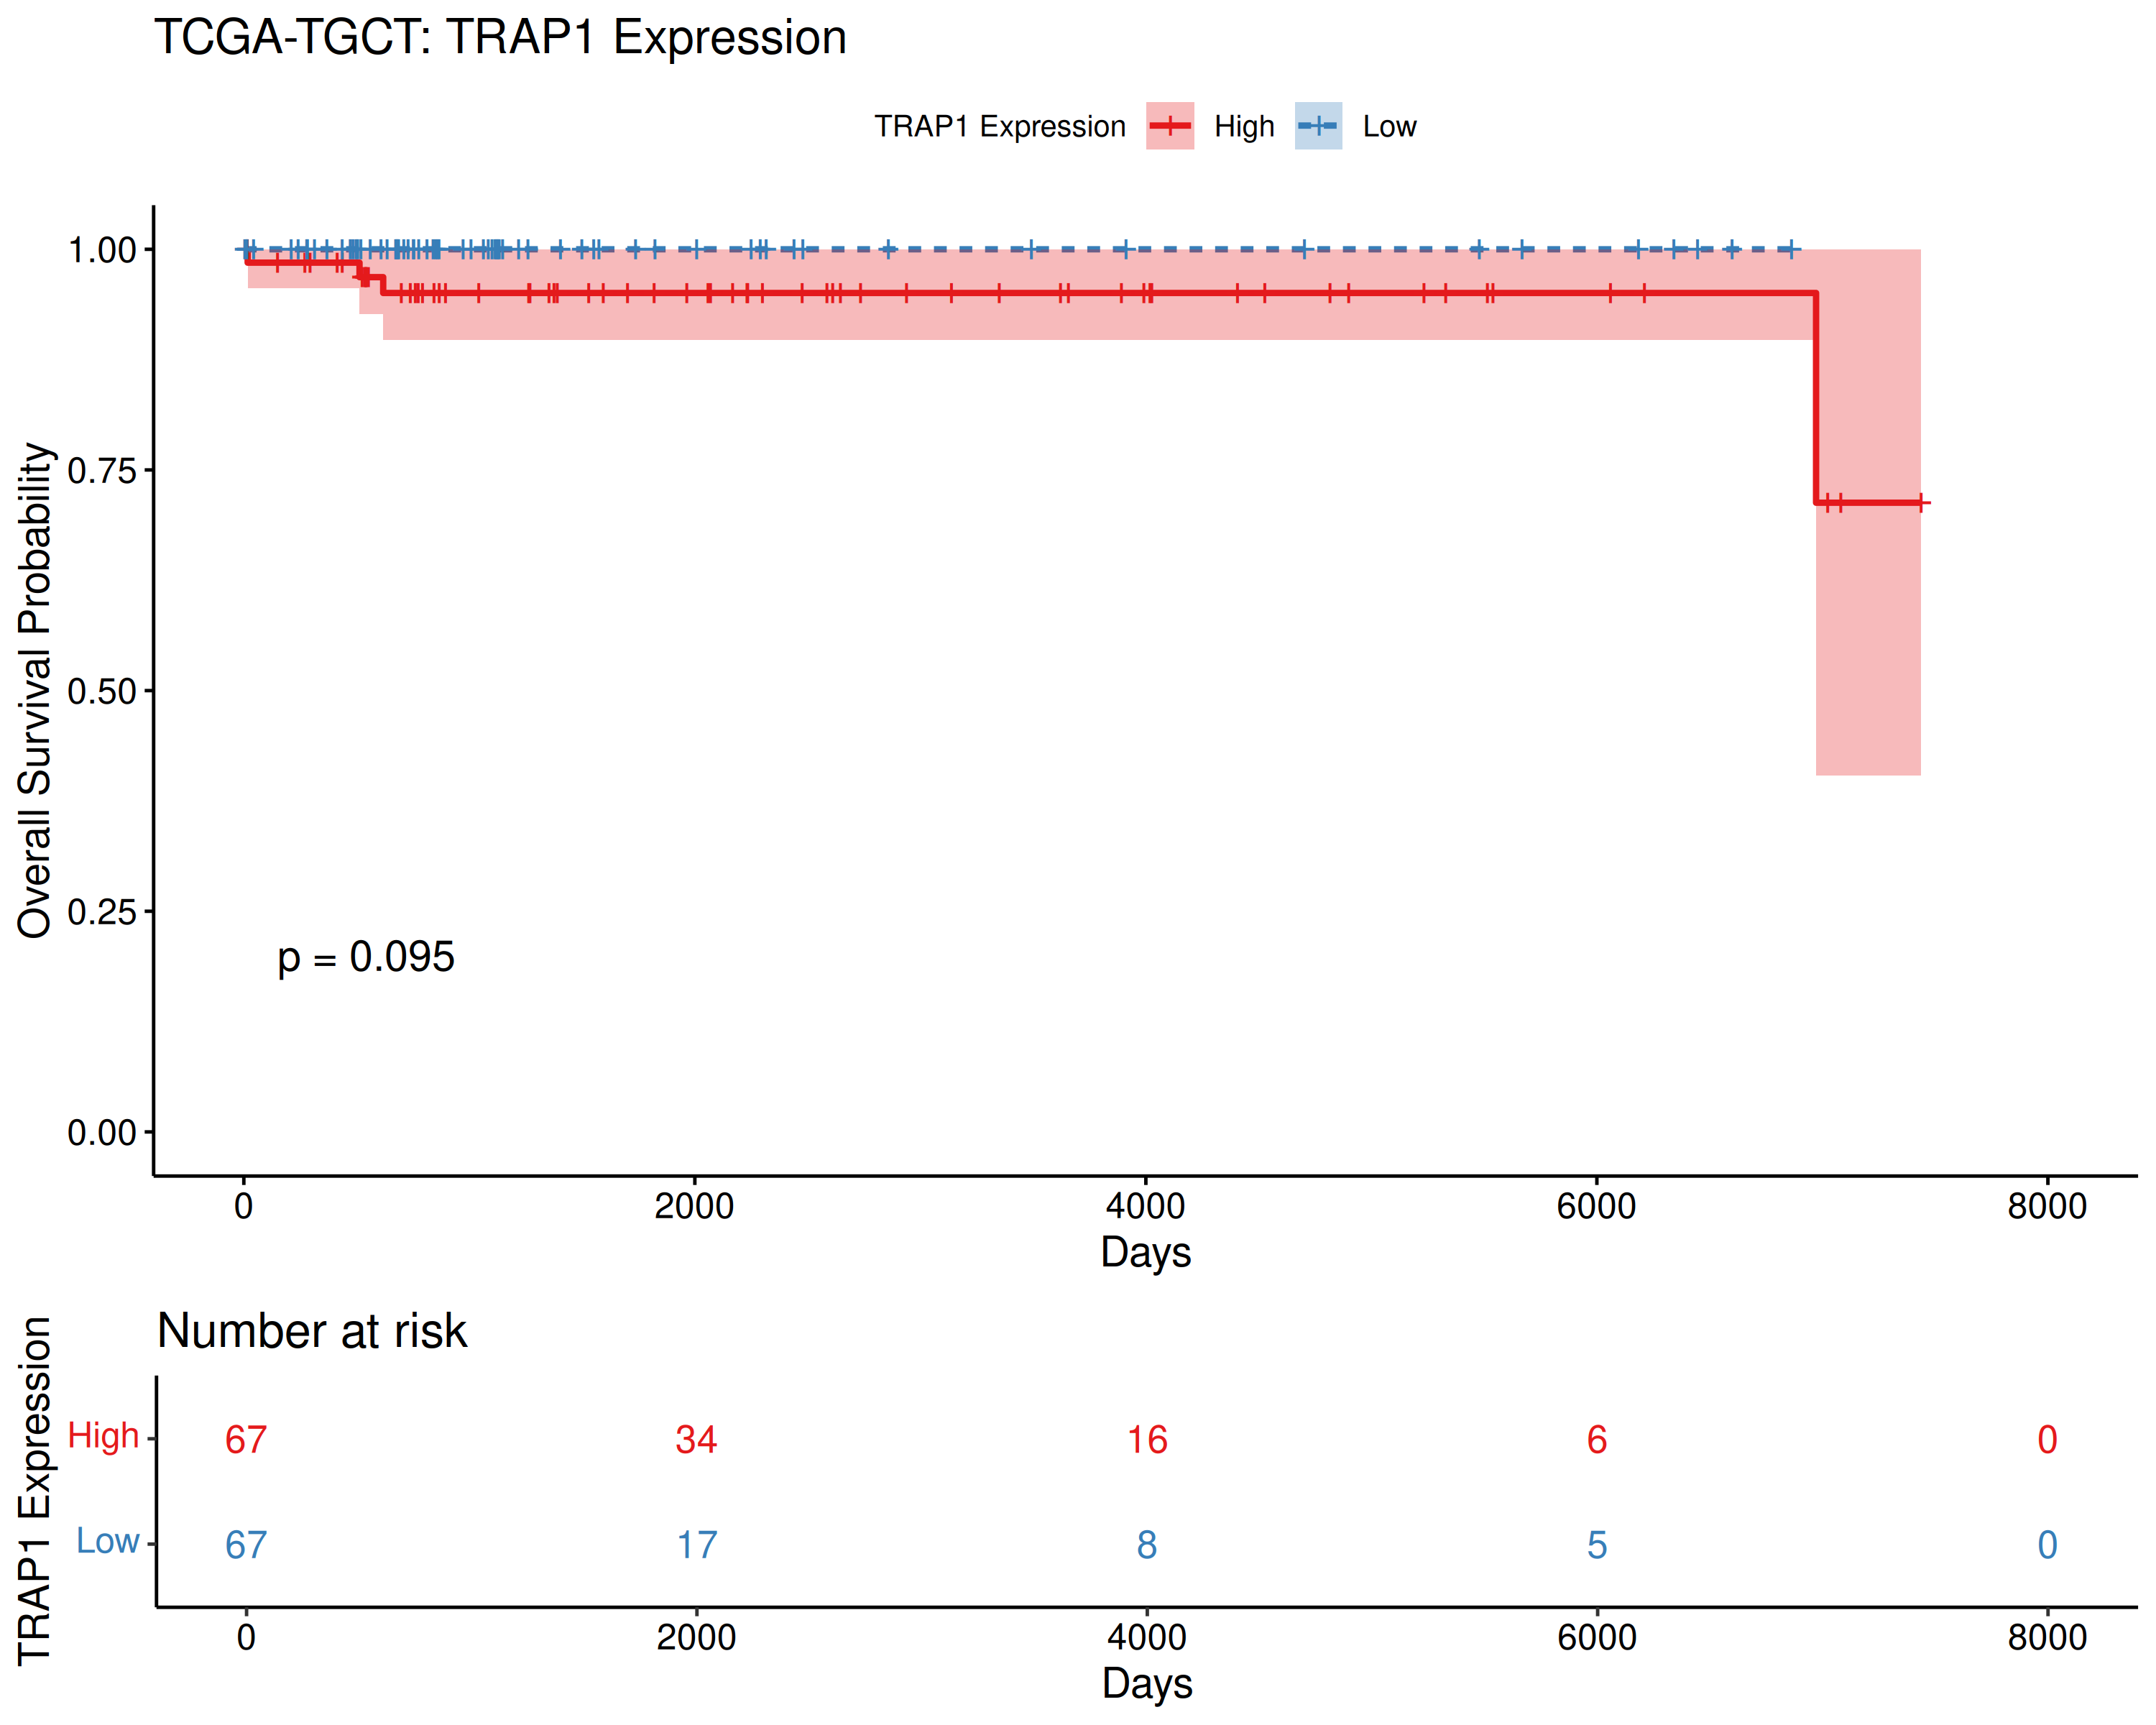 TCGA-TGCT: TRAP1 Expression
TRAP1 Expression High Low
Overall Survival Probability
1.00
0.75
0.50
0.25
0.00
p = 0.095
0 2000 4000 6000 8000
Days
Number at risk
TRAP1 Expression
High 67 34 16 6 0
Low 67 17 8 5 0
0 2000 4000 6000 8000
Days